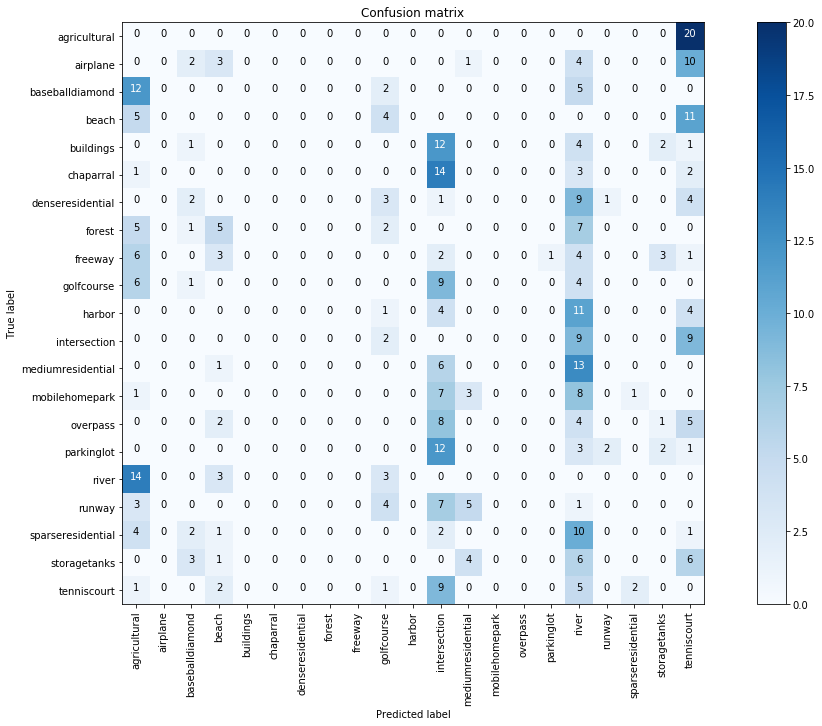 Confusion matrix
True label
agricultural 0 0 0 0 0 0 0 0 0 0 0 0 0 0 0 0 0 0 0 0 20
airplane 0 0 2 3 0 0 0 0 0 0 0 0 1 0 0 0 4 0 0 0 10
baseballdiamond 12 0 0 0 0 0 0 0 0 2 0 0 0 0 0 0 5 0 0 0 0
beach 5 0 0 0 0 0 0 0 0 4 0 0 0 0 0 0 0 0 0 0 11
buildings 0 0 1 0 0 0 0 0 0 0 0 12 0 0 0 0 4 0 0 2 1
chaparral 1 0 0 0 0 0 0 0 0 0 0 14 0 0 0 0 3 0 0 0 2
denseresidential 0 0 2 0 0 0 0 0 0 3 0 1 0 0 0 0 9 1 0 0 4
forest 5 0 1 5 0 0 0 0 0 2 0 0 0 0 0 0 7 0 0 0 0
freeway 6 0 0 3 0 0 0 0 0 0 0 2 0 0 0 1 4 0 0 3 1
golfcourse 6 0 1 0 0 0 0 0 0 0 0 9 0 0 0 0 4 0 0 0 0
harbor 0 0 0 0 0 0 0 0 0 1 0 4 0 0 0 0 11 0 0 0 4
intersection 0 0 0 0 0 0 0 0 0 2 0 0 0 0 0 0 9 0 0 0 9
mediumresidential 0 0 0 1 0 0 0 0 0 0 0 6 0 0 0 0 13 0 0 0 0
mobilehomepark 1 0 0 0 0 0 0 0 0 0 0 7 3 0 0 0 8 0 1 0 0
overpass 0 0 0 2 0 0 0 0 0 0 0 8 0 0 0 0 4 0 0 1 5
parkinglot 0 0 0 0 0 0 0 0 0 0 0 12 0 0 0 0 3 2 0 2 1
river 14 0 0 3 0 0 0 0 0 3 0 0 0 0 0 0 0 0 0 0 0
runway 3 0 0 0 0 0 0 0 0 4 0 7 5 0 0 0 1 0 0 0 0
sparseresidential 4 0 2 1 0 0 0 0 0 0 0 2 0 0 0 0 10 0 0 0 1
storagetanks 0 0 3 1 0 0 0 0 0 0 0 0 4 0 0 0 6 0 0 0 6
tenniscourt 1 0 0 2 0 0 0 0 0 1 0 9 0 0 0 0 5 0 2 0 0
agricultural
airplane
baseballdiamond
beach
buildings
chaparral
denseresidential
forest
freeway
golfcourse
harbor
intersection
mediumresidential
mobilehomepark
overpass
parkinglot
river
runway
sparseresidential
storagetanks
tenniscourt
Predicted label
20.0
17.5
15.0
12.5
10.0
7.5
5.0
2.5
0.0